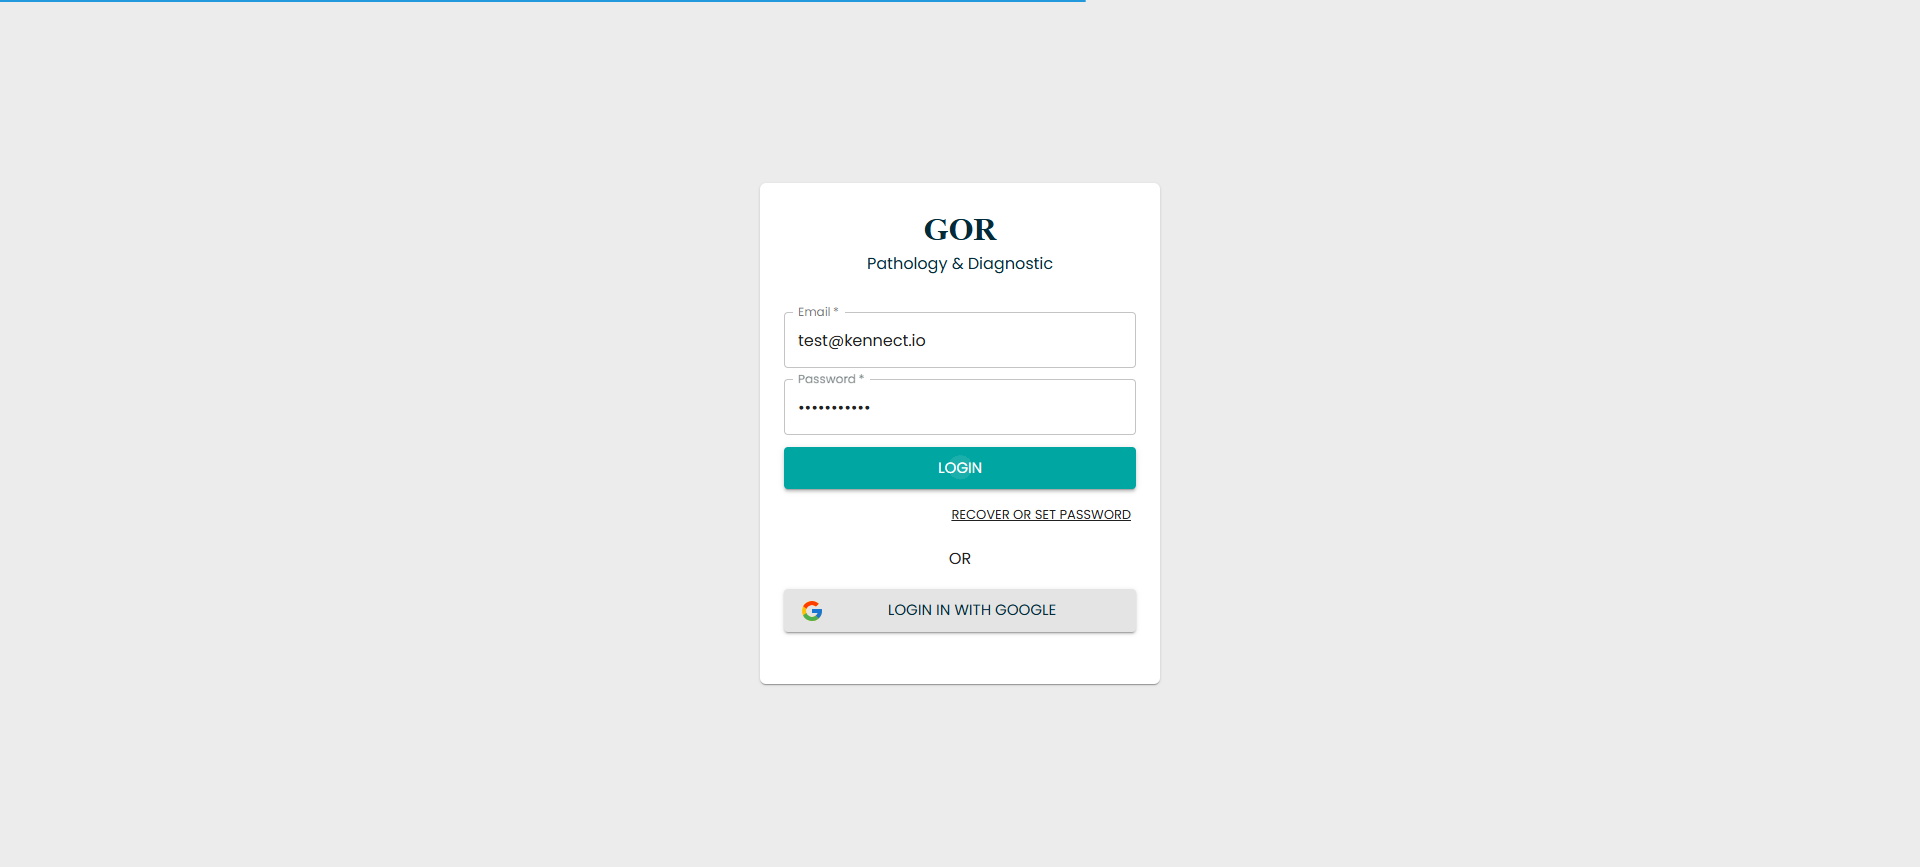 GOR
Pathology & Diagnostic
Email *
test@kennect.io
Password *
•••••••••••
LOGIN
RECOVER OR SET PASSWORD
OR
LOGIN IN WITH GOOGLE